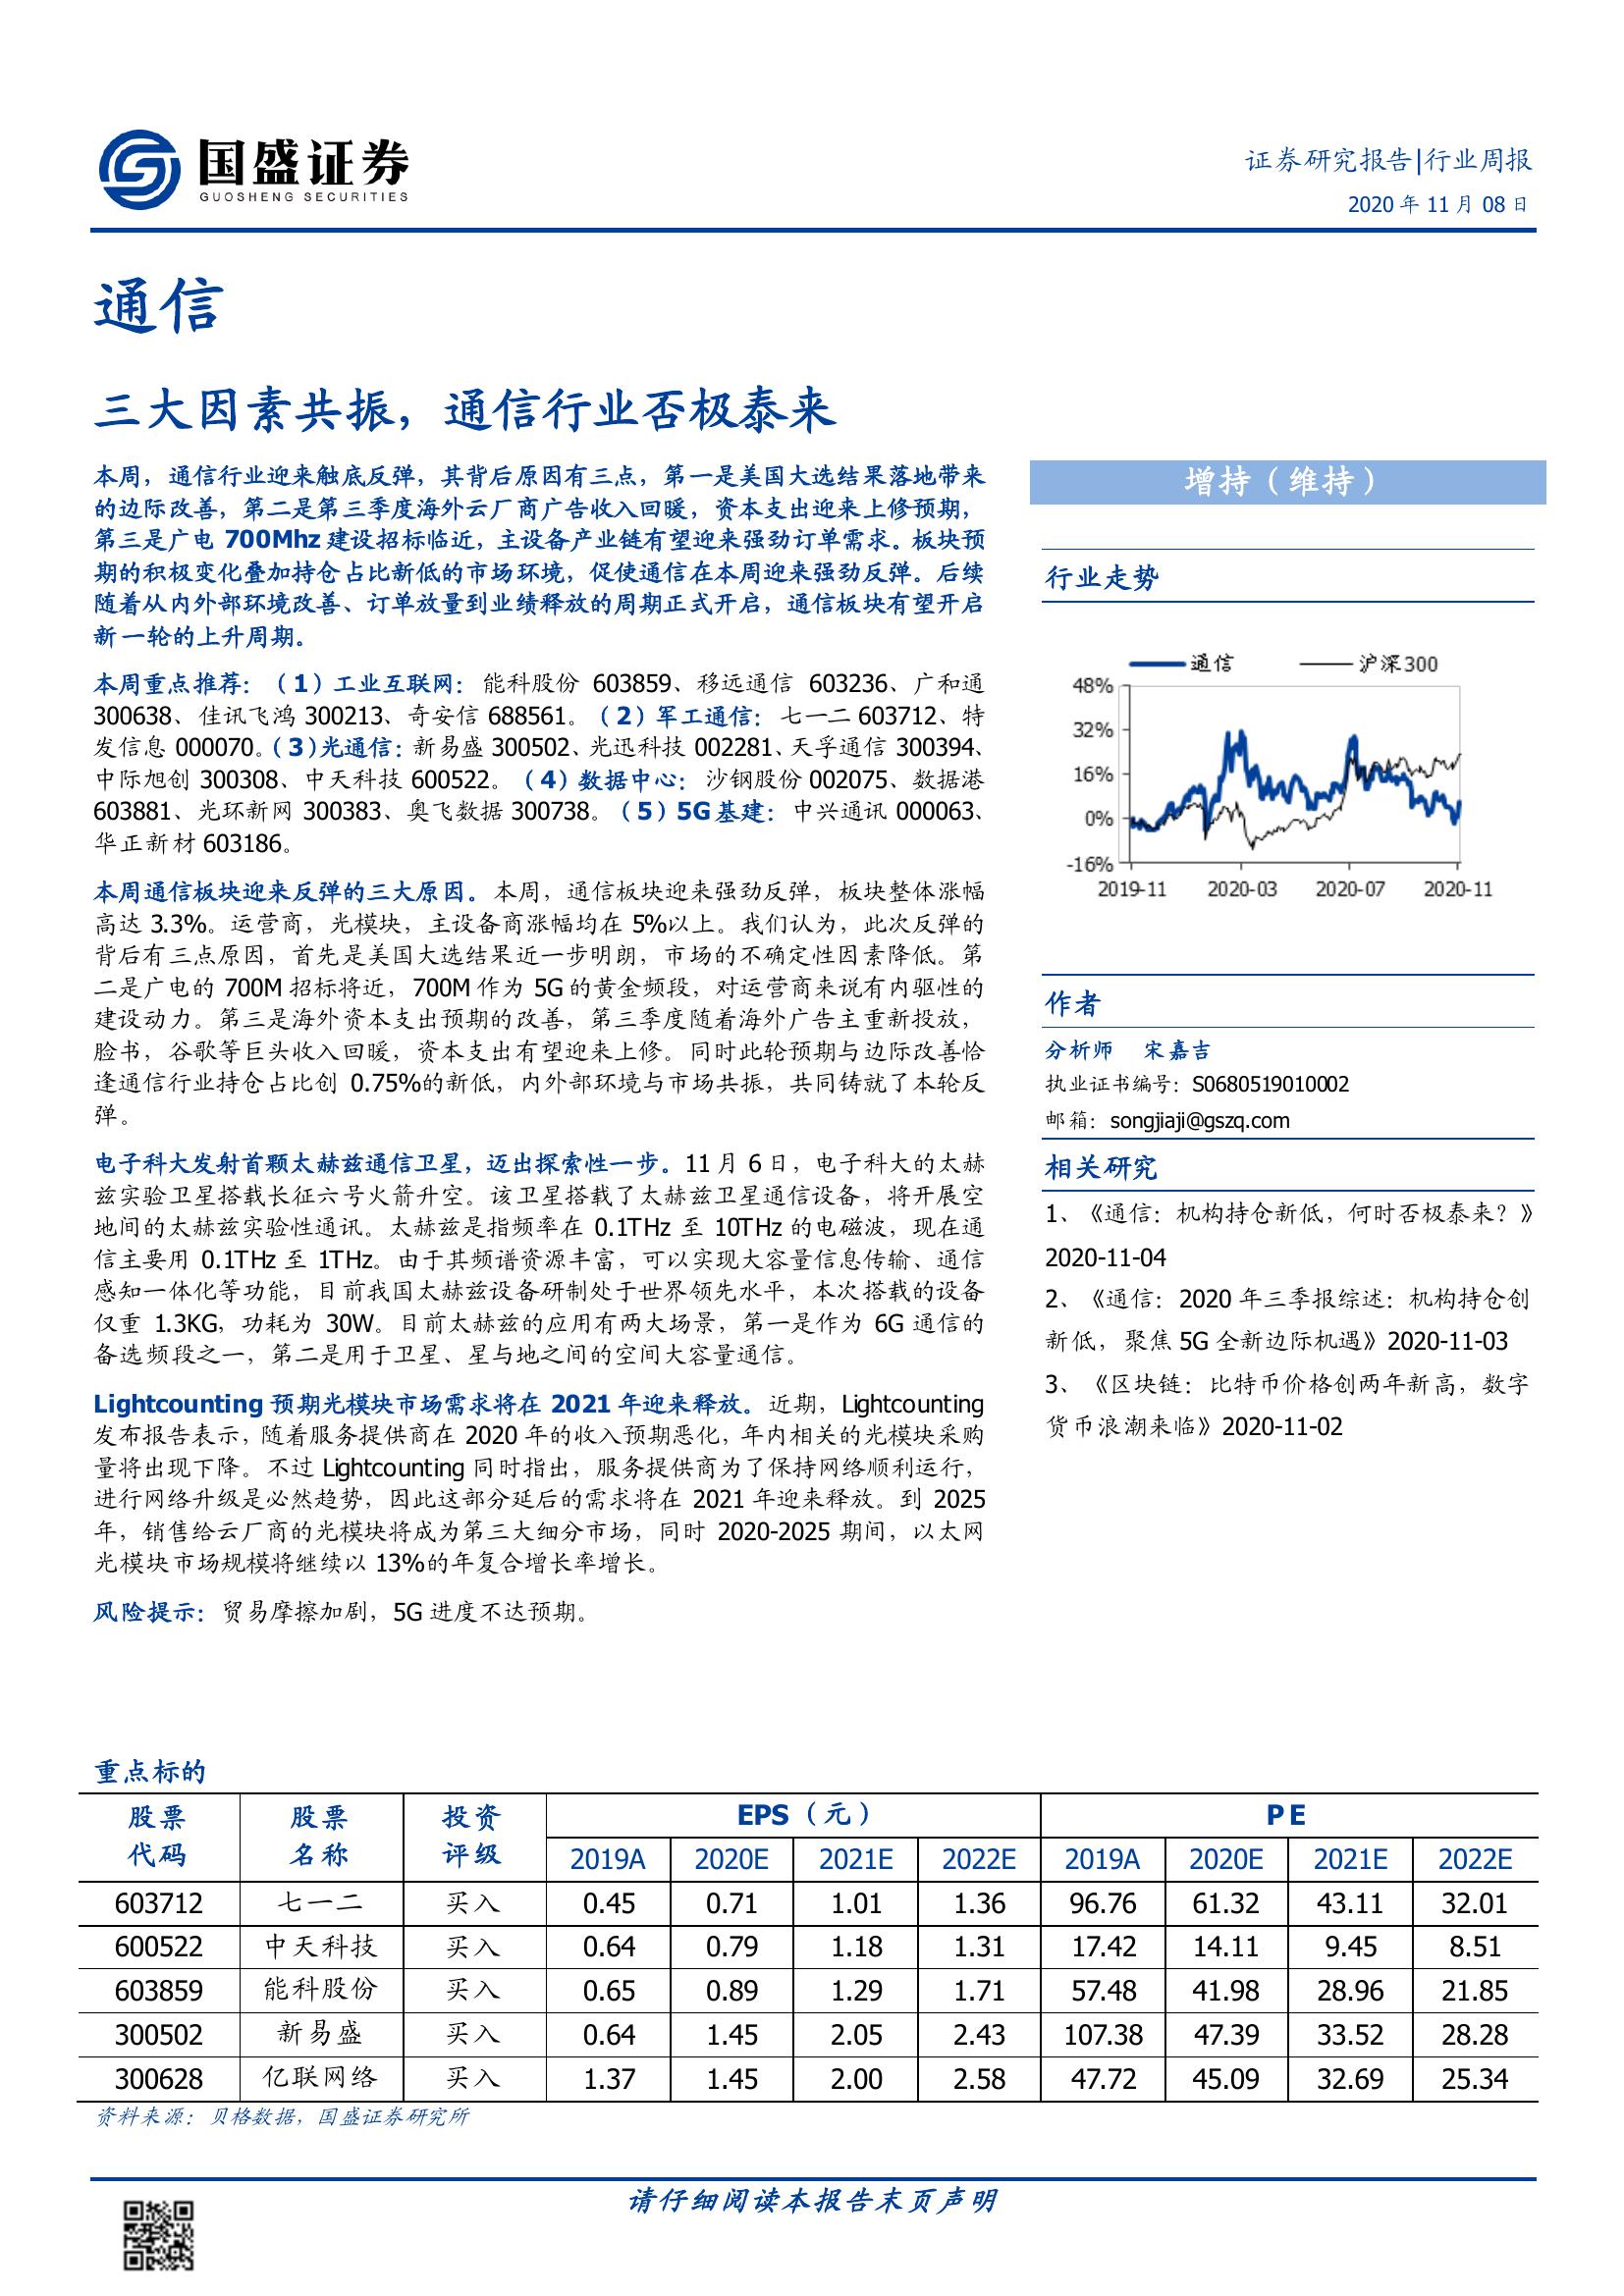 国盛证券
GUOSHENG SECURITIES
证券研究报告|行业周报
2020 年 11 月 08 日
通信
三大因素共振，通信行业否极泰来
本周，通信行业迎来触底反弹，其背后原因有三点，第一是美国大选结果落地带来
的边际改善，第二是第三季度海外云厂商广告收入回暖，资本支出迎来上修预期，
第三是广电 700Mhz 建设招标临近，主设备产业链有望迎来强劲订单需求。板块预
期的积极变化叠加持仓占比新低的市场环境，促使通信在本周迎来强劲反弹。后续
随着从内外部环境改善、订单放量到业绩释放的周期正式开启，通信板块有望开启
新一轮的上升周期。
本周重点推荐：（1）工业互联网：能科股份 603859、移远通信 603236、广和通
300638、佳讯飞鸿 300213、奇安信 688561。（2）军工通信：七一二 603712、特
发信息 000070。（3）光通信：新易盛 300502、光迅科技 002281、天孚通信 300394、
中际旭创 300308、中天科技 600522。（4）数据中心：沙钢股份 002075、数据港
603881、光环新网 300383、奥飞数据 300738。（5）5G 基建：中兴通讯 000063、
华正新材 603186。
本周通信板块迎来反弹的三大原因。本周，通信板块迎来强劲反弹，板块整体涨幅
高达 3.3%。运营商，光模块，主设备商涨幅均在 5%以上。我们认为，此次反弹的
背后有三点原因，首先是美国大选结果近一步明朗，市场的不确定性因素降低。第
二是广电的 700M 招标将近，700M 作为 5G 的黄金频段，对运营商来说有内驱性的
建设动力。第三是海外资本支出预期的改善，第三季度随着海外广告主重新投放，
脸书，谷歌等巨头收入回暖，资本支出有望迎来上修。同时此轮预期与边际改善恰
逢通信行业持仓占比创 0.75%的新低，内外部环境与市场共振，共同铸就了本轮反
弹。
电子科大发射首颗太赫兹通信卫星，迈出探索性一步。11 月 6 日，电子科大的太赫
兹实验卫星搭载长征六号火箭升空。该卫星搭载了太赫兹卫星通信设备，将开展空
地间的太赫兹实验性通讯。太赫兹是指频率在 0.1THz 至 10THz 的电磁波，现在通
信主要用 0.1THz 至 1THz。由于其频谱资源丰富，可以实现大容量信息传输、通信
感知一体化等功能，目前我国太赫兹设备研制处于世界领先水平，本次搭载的设备
仅重 1.3KG，功耗为 30W。目前太赫兹的应用有两大场景，第一是作为 6G 通信的
备选频段之一，第二是用于卫星、星与地之间的空间大容量通信。
Lightcounting 预期光模块市场需求将在 2021 年迎来释放。近期，Lightcounting
发布报告表示，随着服务提供商在 2020 年的收入预期恶化，年内相关的光模块采购
量将出现下降。不过 Lightcounting 同时指出，服务提供商为了保持网络顺利运行，
进行网络升级是必然趋势，因此这部分延后的需求将在 2021 年迎来释放。到 2025
年，销售给云厂商的光模块将成为第三大细分市场，同时 2020-2025 期间，以太网
光模块市场规模将继续以 13%的年复合增长率增长。
风险提示：贸易摩擦加剧，5G 进度不达预期。
增持（维持）
行业走势
通信 沪深300
48%
32%
16%
0%
-16%
2019-11 2020-03 2020-07 2020-11
作者
分析师 宋嘉吉
执业证书编号：S0680519010002
邮箱：songjiaji@gszq.com
相关研究
1、《通信：机构持仓新低，何时否极泰来？》
2020-11-04
2、《通信：2020 年三季报综述：机构持仓创
新低，聚焦 5G 全新边际机遇》2020-11-03
3、《区块链：比特币价格创两年新高，数字
货币浪潮来临》2020-11-02
重点标的
股票 股票 投资 EPS（元） PE
代码 名称 评级 2019A 2020E 2021E 2022E 2019A 2020E 2021E 2022E
603712 七一二 买入 0.45 0.71 1.01 1.36 96.76 61.32 43.11 32.01
600522 中天科技 买入 0.64 0.79 1.18 1.31 17.42 14.11 9.45 8.51
603859 能科股份 买入 0.65 0.89 1.29 1.71 57.48 41.98 28.96 21.85
300502 新易盛 买入 0.64 1.45 2.05 2.43 107.38 47.39 33.52 28.28
300628 亿联网络 买入 1.37 1.45 2.00 2.58 47.72 45.09 32.69 25.34
资料来源：贝格数据，国盛证券研究所
请仔细阅读本报告末页声明